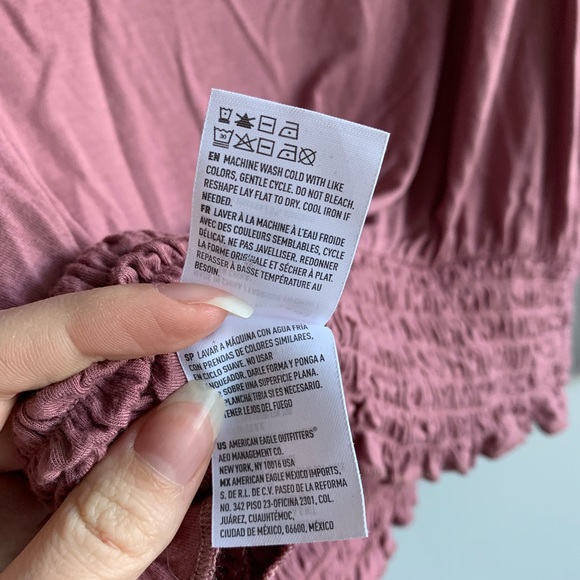 30
EN MACHINE WASH COLD WITH LIKE
COLORS, GENTLE CYCLE. DO NOT BLEACH.
RESHAPE LAY FLAT TO DRY. COOL IRON IF
NEEDED.
FR LAVER À LA MACHINE À L'EAU FROIDE
AVEC DES COULEURS SEMBLABLES, CYCLE
DÉLICAT. NE PAS JAVELLISER. REDONNER
LA FORME ORIGINALE ET SÉCHER À PLAT.
REPASSER À BASSE TEMPÉRATURE AU
BESOIN.
SP LAVAR A MÁQUINA CON AGUA FRÍA
CON PRENDAS DE COLORES SIMILARES,
EN CICLO SUAVE. NO USAR
ANQUEADOR, DARLE FORMA Y PONGA A
R SOBRE UNA SUPERFICIE PLANA.
PLANCHA TIBIA SI ES NECESARIO.
TENER LEJOS DEL FUEGO
US AMERICAN EAGLE OUTFITTERS®
AEO MANAGEMENT CO.
NEW YORK, NY 10016 USA
MX AMERICAN EAGLE MEXICO IMPORTS,
S. DE R.L. DE C.V. PASEO DE LA REFORMA
NO. 342 PISO 23-OFICINA 2301, COL.
JUÁREZ, CUAUHTÉMOC,
CIUDAD DE MÉXICO, 06600, MÉXICO